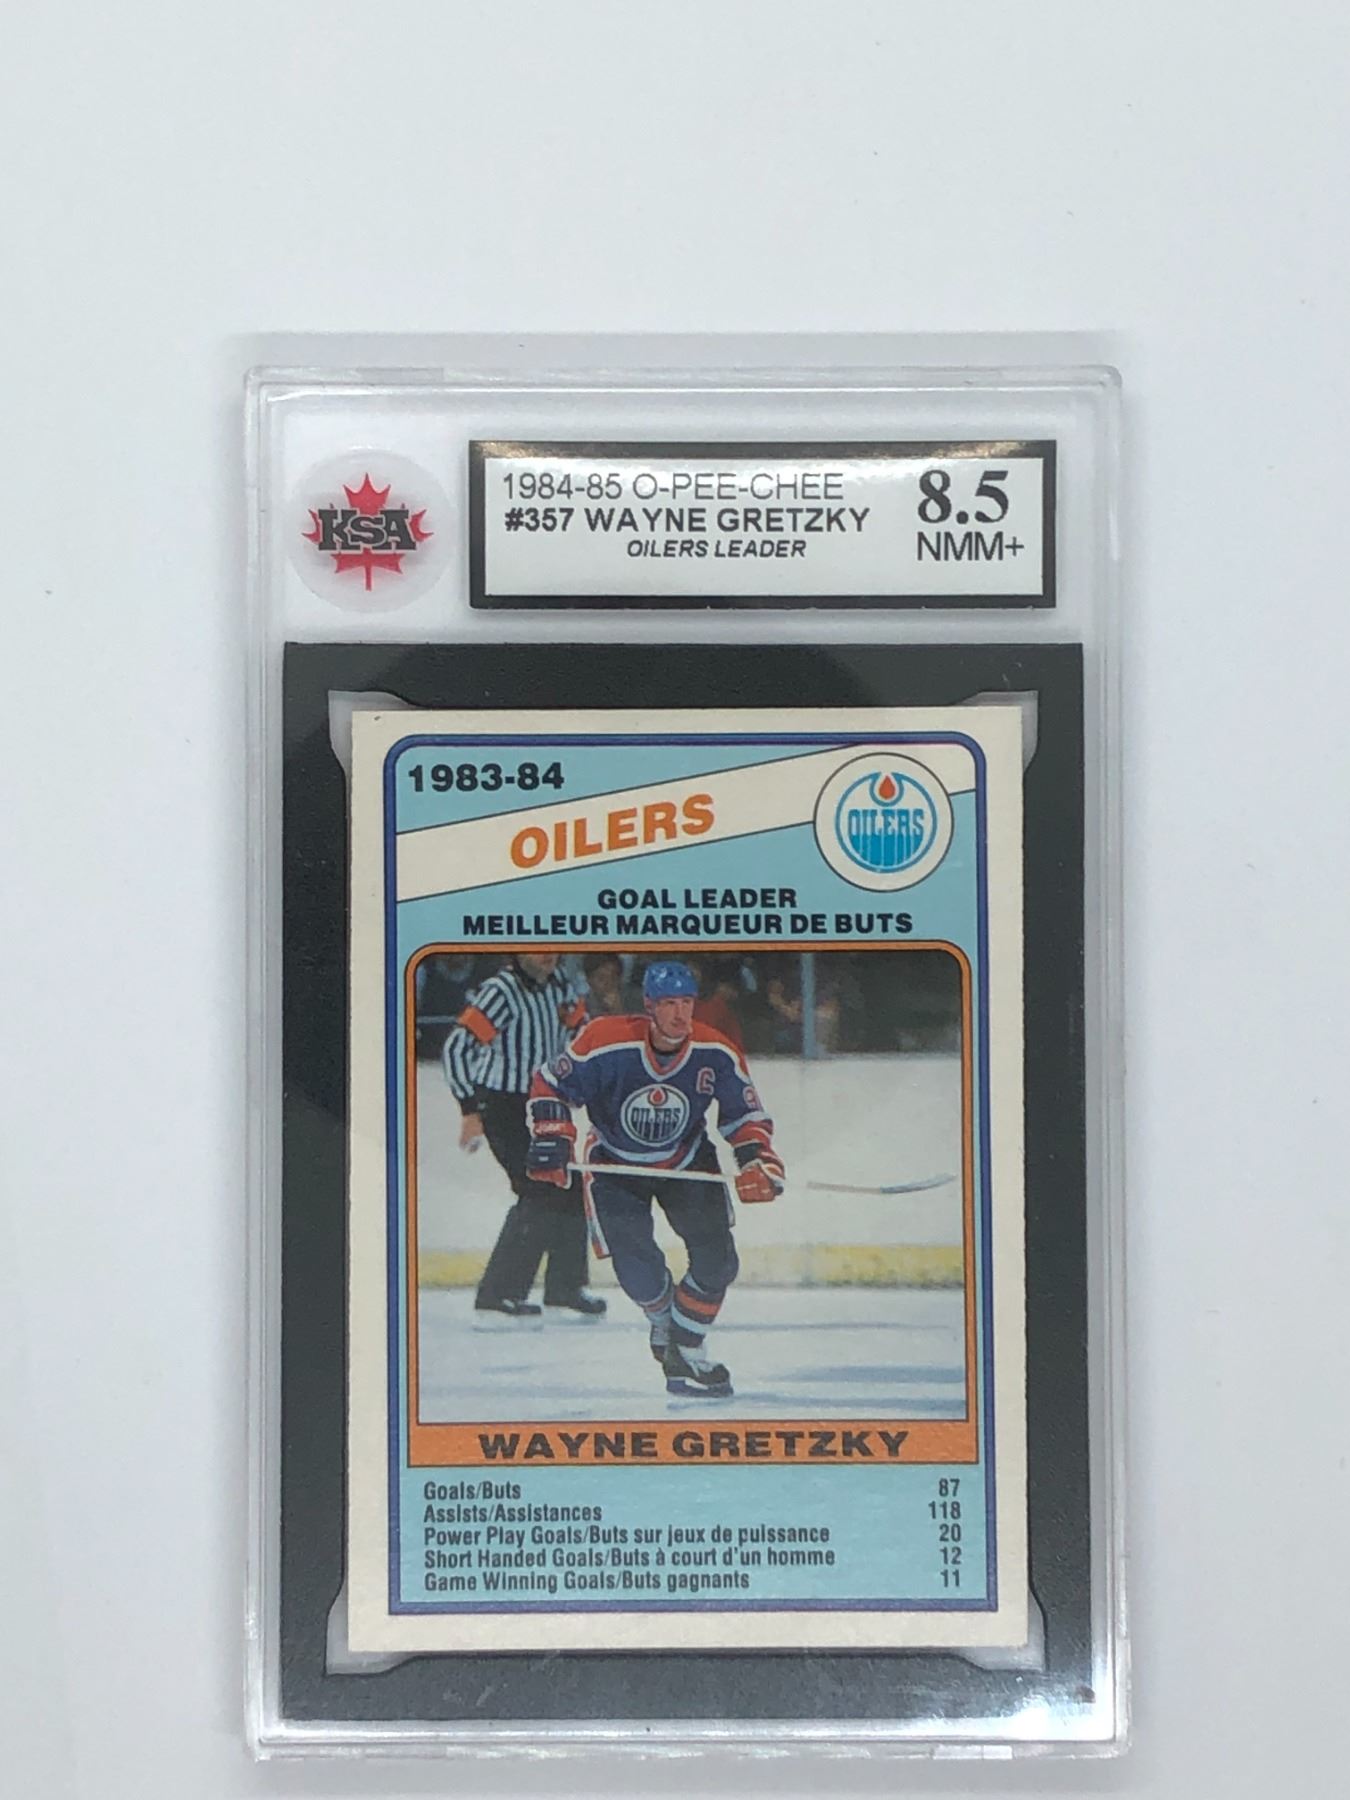 KSA
1984-85 O-PEE-CHEE
#357 WAYNE GRETZKY
OILERS LEADER
8.5
NMM+
1983-84
OILERS
OILERS
GOAL LEADER
MEILLEUR MARQUEUR DE BUTS
C
OILERS
WAYNE GRETZKY
Goals/Buts 87
Assists/Assistances 118
Power Play Goals/Buts sur jeux de puissance 20
Short Handed Goals/Buts à court d'un homme 12
Game Winning Goals/Buts gagnants 11